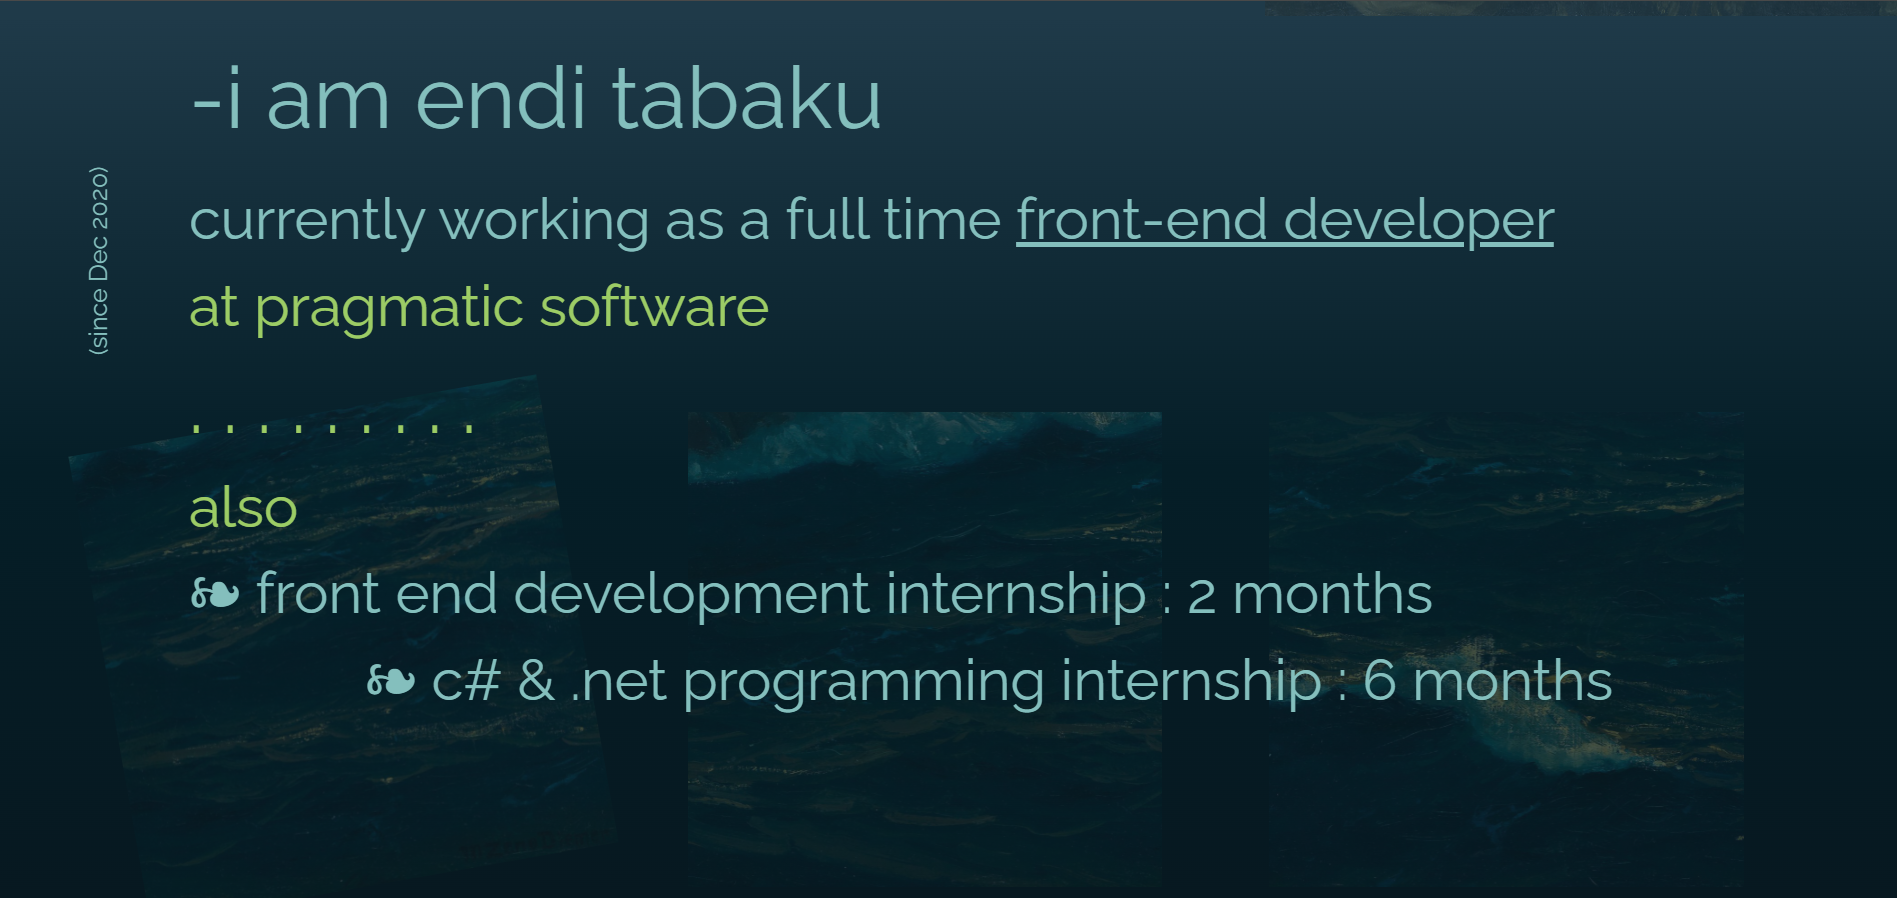 -i am endi tabaku
(since Dec 2020)
currently working as a full time front-end developer
at pragmatic software
. . . . . . . . .
also
❧ front end development internship : 2 months
❧ c# & .net programming internship : 6 months